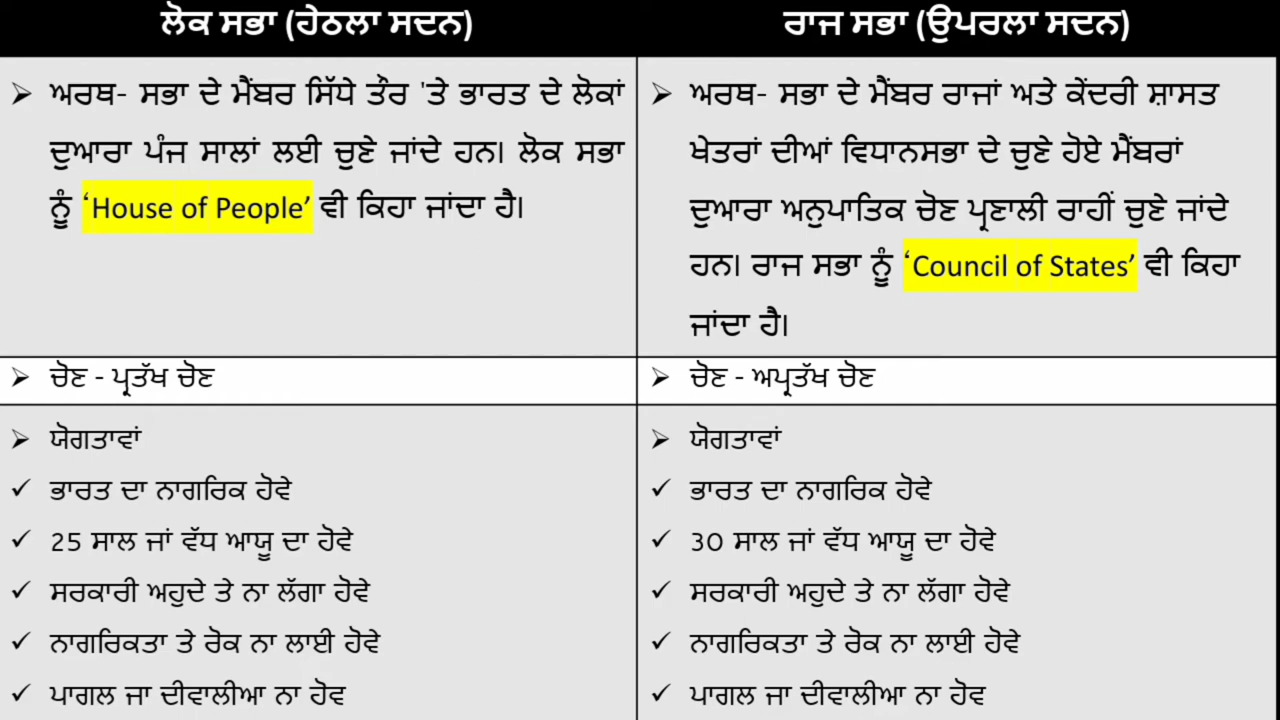 ਲੋਕ ਸਭਾ (ਹੇਠਲਾ ਸਦਨ)
➢ ਅਰਥ- ਸਭਾ ਦੇ ਮੈਂਬਰ ਸਿੱਧੇ ਤੌਰ 'ਤੇ ਭਾਰਤ ਦੇ ਲੋਕਾਂ
ਦੁਆਰਾ ਪੰਜ ਸਾਲਾਂ ਲਈ ਚੁਣੇ ਜਾਂਦੇ ਹਨ। ਲੋਕ ਸਭਾ
ਨੂੰ ‘House of People’ ਵੀ ਕਿਹਾ ਜਾਂਦਾ ਹੈ।
➢ ਚੋਣ - ਪ੍ਰਤੱਖ ਚੋਣ
➢ ਯੋਗਤਾਵਾਂ
✓ ਭਾਰਤ ਦਾ ਨਾਗਰਿਕ ਹੋਵੇ
✓ 25 ਸਾਲ ਜਾਂ ਵੱਧ ਆਯੂ ਦਾ ਹੋਵੇ
✓ ਸਰਕਾਰੀ ਅਹੁਦੇ ਤੇ ਨਾ ਲੱਗਾ ਹੋਵੇ
✓ ਨਾਗਰਿਕਤਾ ਤੇ ਰੋਕ ਨਾ ਲਾਈ ਹੋਵੇ
✓ ਪਾਗਲ ਜਾ ਦੀਵਾਲੀਆ ਨਾ ਹੋਵ
ਰਾਜ ਸਭਾ (ਉਪਰਲਾ ਸਦਨ)
➢ ਅਰਥ- ਸਭਾ ਦੇ ਮੈਂਬਰ ਰਾਜਾਂ ਅਤੇ ਕੇਂਦਰੀ ਸ਼ਾਸਤ
ਖੇਤਰਾਂ ਦੀਆਂ ਵਿਧਾਨਸਭਾ ਦੇ ਚੁਣੇ ਹੋਏ ਮੈਂਬਰਾਂ
ਦੁਆਰਾ ਅਨੁਪਾਤਿਕ ਚੋਣ ਪ੍ਰਣਾਲੀ ਰਾਹੀਂ ਚੁਣੇ ਜਾਂਦੇ
ਹਨ। ਰਾਜ ਸਭਾ ਨੂੰ ‘Council of States’ ਵੀ ਕਿਹਾ
ਜਾਂਦਾ ਹੈ।
➢ ਚੋਣ - ਅਪ੍ਰਤੱਖ ਚੋਣ
➢ ਯੋਗਤਾਵਾਂ
✓ ਭਾਰਤ ਦਾ ਨਾਗਰਿਕ ਹੋਵੇ
✓ 30 ਸਾਲ ਜਾਂ ਵੱਧ ਆਯੂ ਦਾ ਹੋਵੇ
✓ ਸਰਕਾਰੀ ਅਹੁਦੇ ਤੇ ਨਾ ਲੱਗਾ ਹੋਵੇ
✓ ਨਾਗਰਿਕਤਾ ਤੇ ਰੋਕ ਨਾ ਲਾਈ ਹੋਵੇ
✓ ਪਾਗਲ ਜਾ ਦੀਵਾਲੀਆ ਨਾ ਹੋਵ